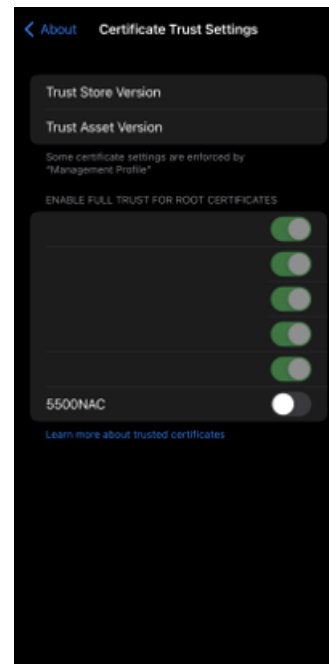 About
Certificate Trust Settings
Trust Store Version
Trust Asset Version
Some certificate settings are enforced by
"Management Profile"
ENABLE FULL TRUST FOR ROOT CERTIFICATES
5500NAC
Learn more about trusted certificates